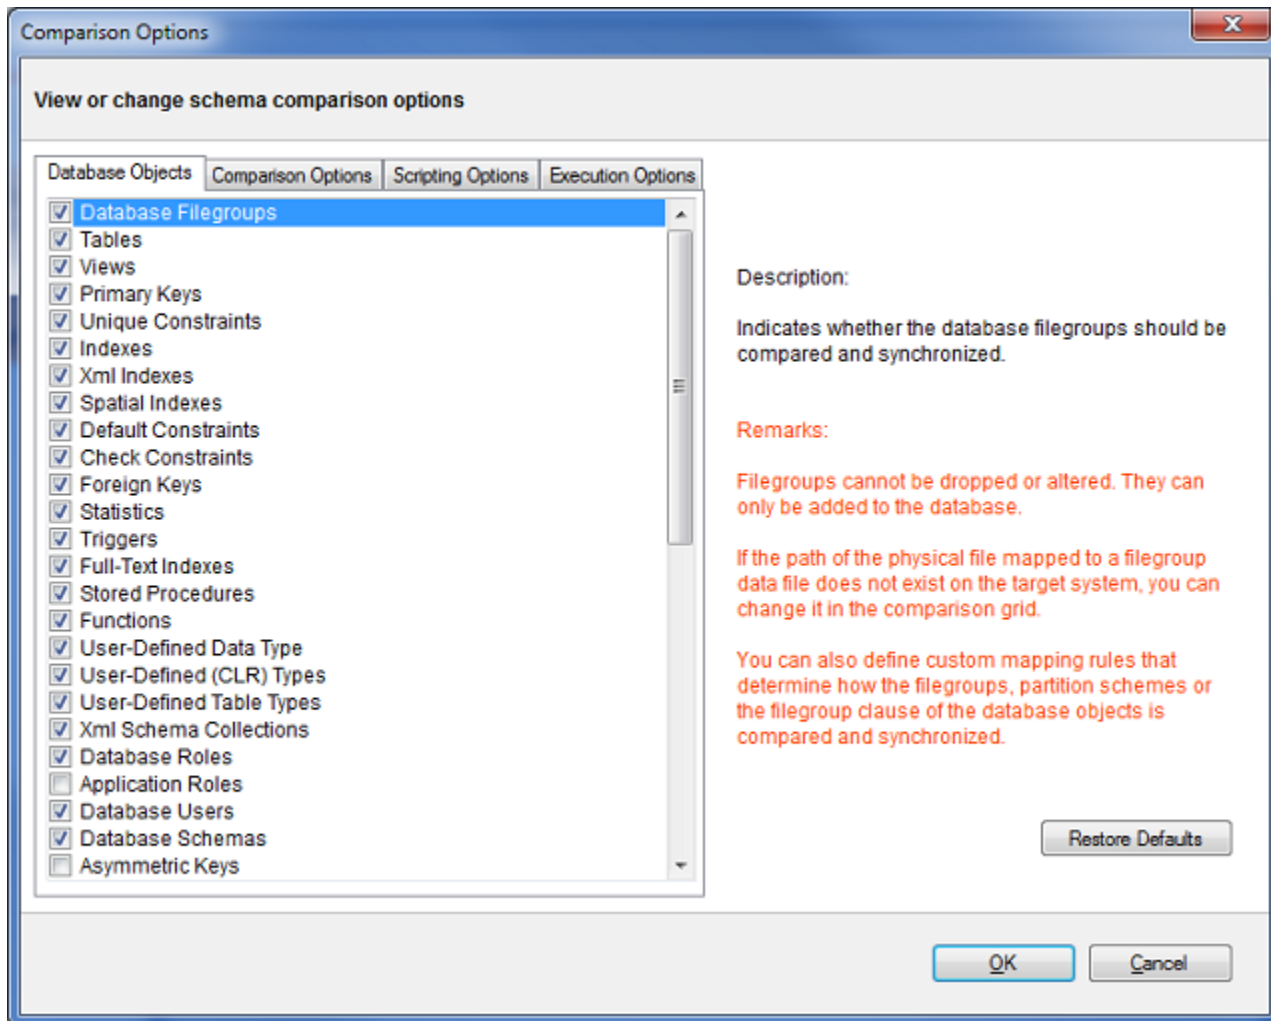 Comparison Options
View or change schema comparison options
Database Objects
Comparison Options
Scripting Options
Execution Options
Database Filegroups
Tables
Views
Primary Keys
Unique Constraints
Indexes
Xml Indexes
Spatial Indexes
Default Constraints
Check Constraints
Foreign Keys
Statistics
Triggers
Full-Text Indexes
Stored Procedures
Functions
User-Defined Data Type
User-Defined (CLR) Types
User-Defined Table Types
Xml Schema Collections
Database Roles
Application Roles
Database Users
Database Schemas
Asymmetric Keys
Description:
Indicates whether the database filegroups should be
compared and synchronized.
Remarks:
Filegroups cannot be dropped or altered. They can
only be added to the database.
If the path of the physical file mapped to a filegroup
data file does not exist on the target system, you can
change it in the comparison grid.
You can also define custom mapping rules that
determine how the filegroups, partition schemes or
the filegroup clause of the database objects is
compared and synchronized.
Restore Defaults
OK
Cancel